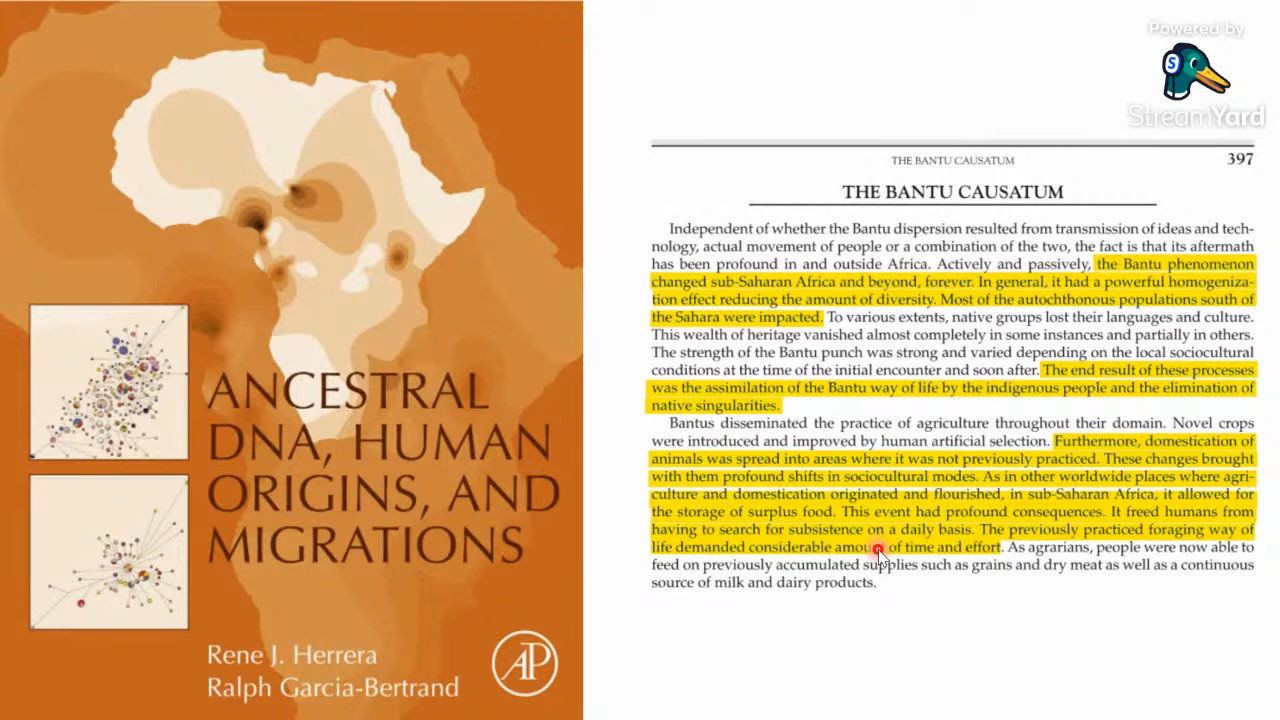 ANCESTRAL
DNA, HUMAN
ORIGINS, AND
MIGRATIONS
Rene J. Herrera
Ralph Garcia-Bertrand
AP
Powered by
S
StreamYard
THE BANTU CAUSATUM
397
THE BANTU CAUSATUM
Independent of whether the Bantu dispersion resulted from transmission of ideas and tech-
nology, actual movement of people or a combination of the two, the fact is that its aftermath
has been profound in and outside Africa. Actively and passively, the Bantu phenomenon
changed sub-Saharan Africa and beyond, forever. In general, it had a powerful homogeniza-
tion effect reducing the amount of diversity. Most of the autochthonous populations south of
the Sahara were impacted. To various extents, native groups lost their languages and culture.
This wealth of heritage vanished almost completely in some instances and partially in others.
The strength of the Bantu punch was strong and varied depending on the local sociocultural
conditions at the time of the initial encounter and soon after. The end result of these processes
was the assimilation of the Bantu way of life by the indigenous people and the elimination of
native singularities.
Bantus disseminated the practice of agriculture throughout their domain. Novel crops
were introduced and improved by human artificial selection. Furthermore, domestication of
animals was spread into areas where it was not previously practiced. These changes brought
with them profound shifts in sociocultural modes. As in other worldwide places where agri-
culture and domestication originated and flourished, in sub-Saharan Africa, it allowed for
the storage of surplus food. This event had profound consequences. It freed humans from
having to search for subsistence on a daily basis. The previously practiced foraging way of
life demanded considerable amount of time and effort. As agrarians, people were now able to
feed on previously accumulated supplies such as grains and dry meat as well as a continuous
source of milk and dairy products.